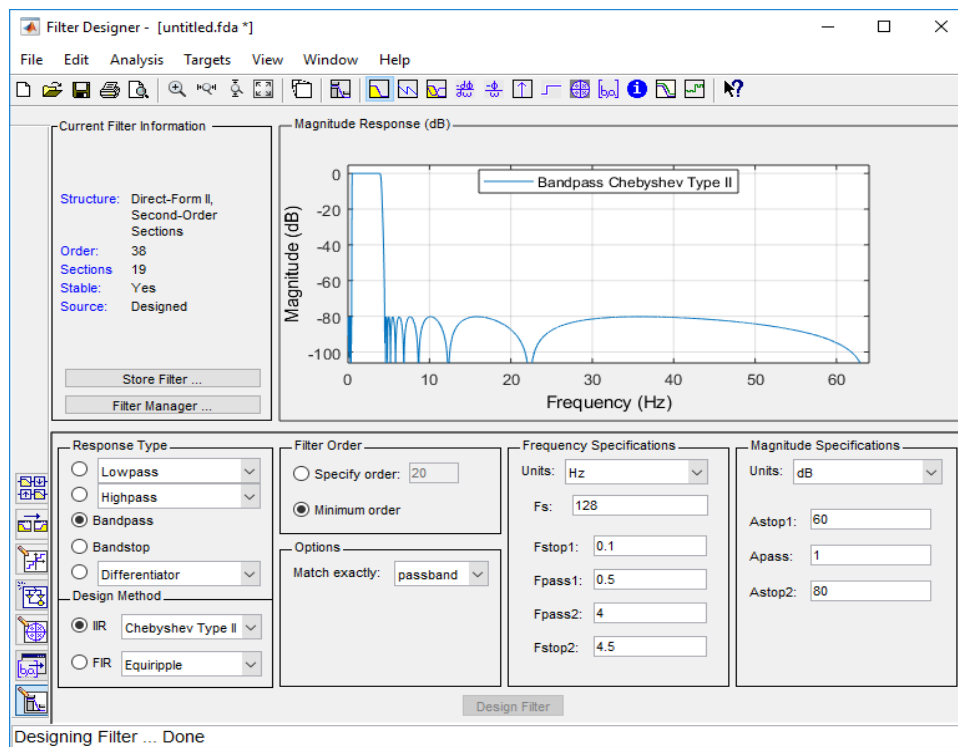 Filter Designer - [untitled.fda *]
File Edit Analysis Targets View Window Help
Current Filter Information
Structure: Direct-Form II,
Second-Order
Sections
Order: 38
Sections 19
Stable: Yes
Source: Designed
Store Filter ...
Filter Manager ...
Magnitude Response (dB)
Bandpass Chebyshev Type II
Magnitude (dB)
0
-20
-40
-60
-80
-100
0 10 20 30 40 50 60
Frequency (Hz)
Response Type
Lowpass
Highpass
Bandpass
Bandstop
Differentiator
Design Method
IIR Chebyshev Type II
FIR Equiripple
Filter Order
Specify order: 20
Minimum order
Options
Match exactly: passband
Frequency Specifications
Units: Hz
Fs: 128
Fstop1: 0.1
Fpass1: 0.5
Fpass2: 4
Fstop2: 4.5
Magnitude Specifications
Units: dB
Astop1: 60
Apass: 1
Astop2: 80
Design Filter
Designing Filter ... Done